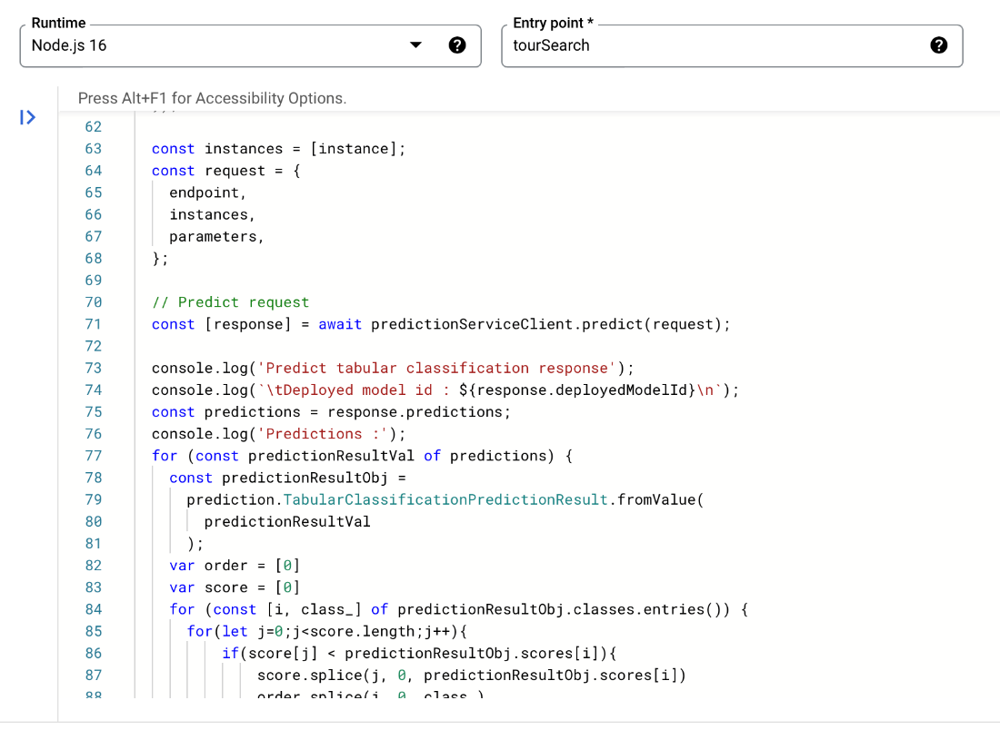 Runtime
Node.js 16
Entry point *
tourSearch
Press Alt+F1 for Accessibility Options.
62
63 const instances = [instance];
64 const request = {
65 endpoint,
66 instances,
67 parameters,
68 };
69
70 // Predict request
71 const [response] = await predictionServiceClient.predict(request);
72
73 console.log('Predict tabular classification response');
74 console.log(`\tDeployed model id : ${response.deployedModelId}\n`);
75 const predictions = response.predictions;
76 console.log('Predictions :');
77 for (const predictionResultVal of predictions) {
78 const predictionResultObj =
79 prediction.TabularClassificationPredictionResult.fromValue(
80 predictionResultVal
81 );
82 var order = [0]
83 var score = [0]
84 for (const [i, class_] of predictionResultObj.classes.entries()) {
85 for(let j=0;j<score.length;j++){
86 if(score[j] < predictionResultObj.scores[i]){
87 score.splice(j, 0, predictionResultObj.scores[i])
88 order.splice(j, 0, class_)